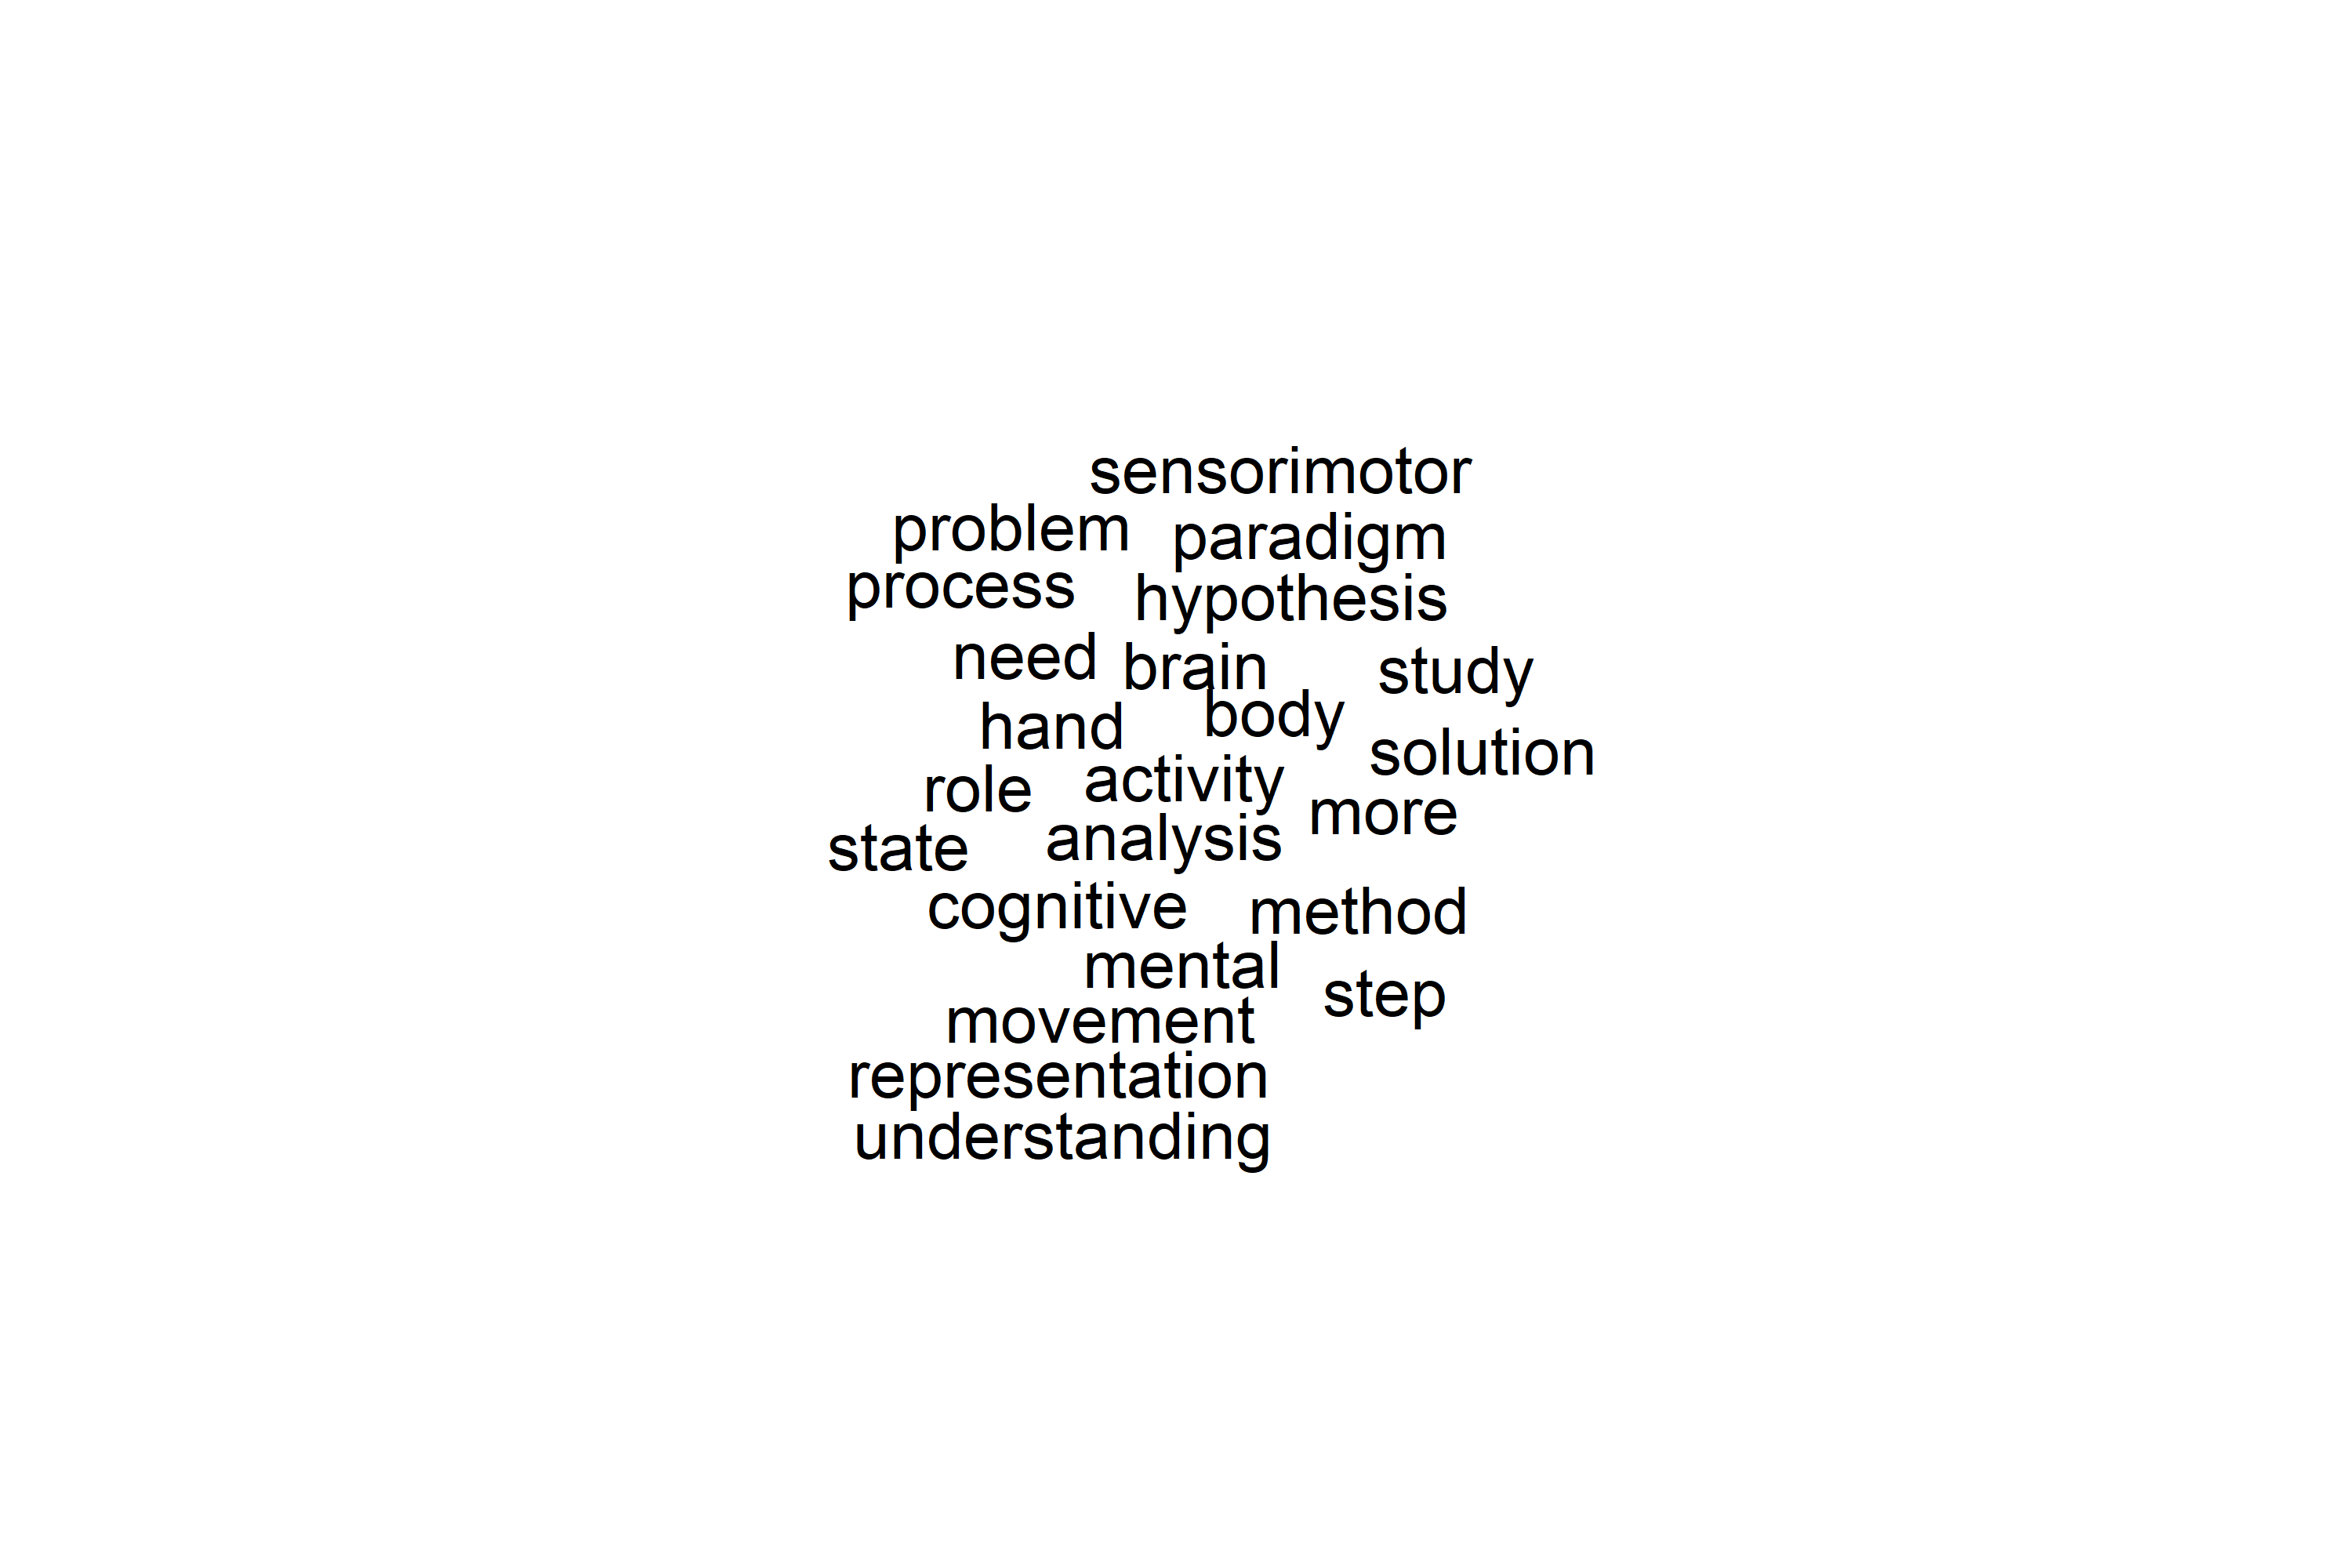 sensorimotor
problem paradigm
process hypothesis
need brain study
hand body
solution
role activity
more
state analysis
cognitive method
mental
step
movement
representation
understanding